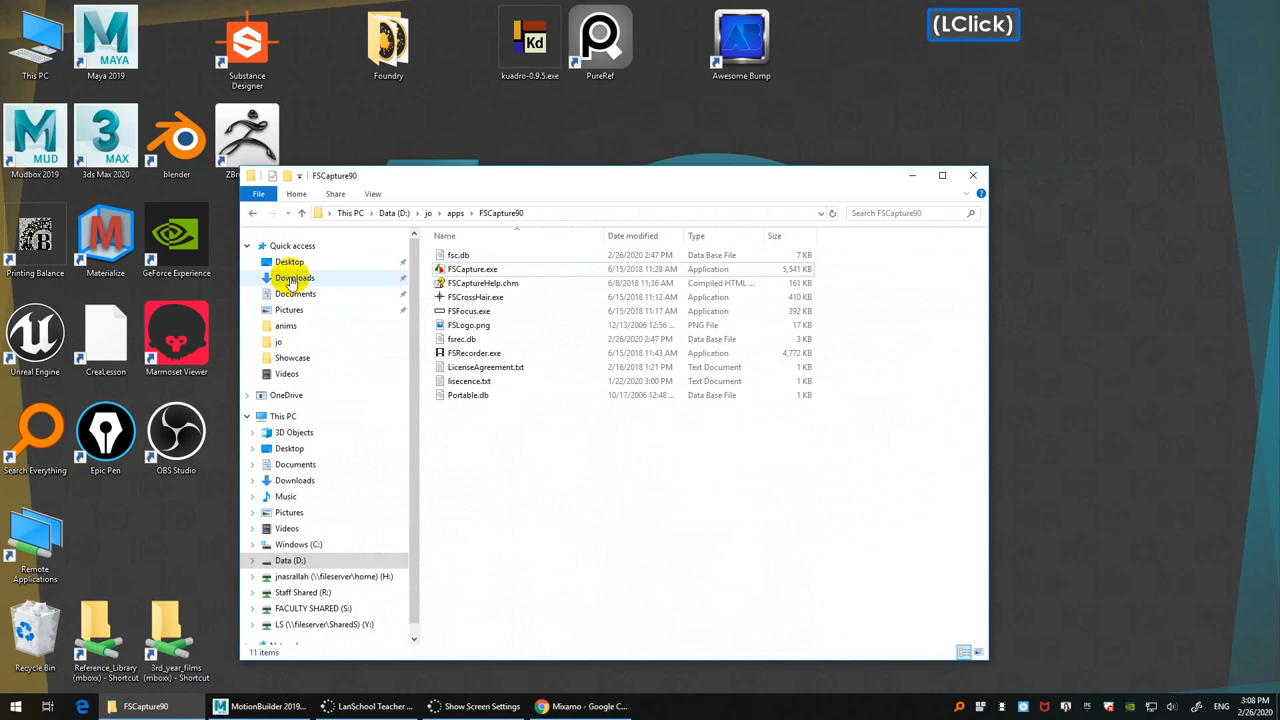 (LClick)
This PC
Maya 2019
Substance
Designer
Foundry
Kd
kuadro-0.9.5.exe
PureRef
AB
Awesome Bump
MUD
Mudbox 2019
3
MAX
3ds Max 2020
blender
Printing Balance
Materialize
GeForce Experience
Unreal Engine
CreaLesson
Marmoset Viewer
Search Everything
Epic Pen
OBS Studio
Remote
Applications
Recycle Bin
Reference_Library
(mboxx) - Shortcut
3rd_year_films
(mboxx) - Shortcut
FSCapture90
File
Home
Share
View
This PC
Data (D:)
jo
apps
FSCapture90
Search FSCapture90
Quick access
Desktop
Downloads
Documents
Pictures
anims
jo
Showcase
Videos
OneDrive
This PC
3D Objects
Desktop
Documents
Downloads
Music
Pictures
Videos
Windows (C:)
Data (D:)
jnasrallah (\\fileserver\home) (H:)
Staff Shared (R:)
FACULTY SHARED (S:)
LS (\\fileserver\SharedS) (Y:)
Name Date modified Type Size
fsc.db 2/26/2020 2:47 PM Data Base File 7 KB
FSCapture.exe 6/15/2018 11:28 AM Application 5,541 KB
FSCaptureHelp.chm 6/8/2018 11:36 AM Compiled HTML ... 161 KB
FSCrossHair.exe 6/15/2018 11:12 AM Application 410 KB
FSFocus.exe 6/15/2018 11:17 AM Application 392 KB
FSLogo.png 12/13/2006 12:56 ... PNG File 17 KB
fsrec.db 2/26/2020 2:47 PM Data Base File 3 KB
FSRecorder.exe 6/15/2018 11:43 AM Application 4,772 KB
LicenseAgreement.txt 2/16/2018 1:21 PM Text Document 1 KB
lisecence.txt 1/22/2020 3:00 PM Text Document 1 KB
Portable.db 10/17/2006 12:48 ... Data Base File 1 KB
11 items
FSCapture90
MotionBuilder 2019...
LanSchool Teacher ...
Show Screen Settings
Mixamo - Google C...
3:08 PM
2/26/2020